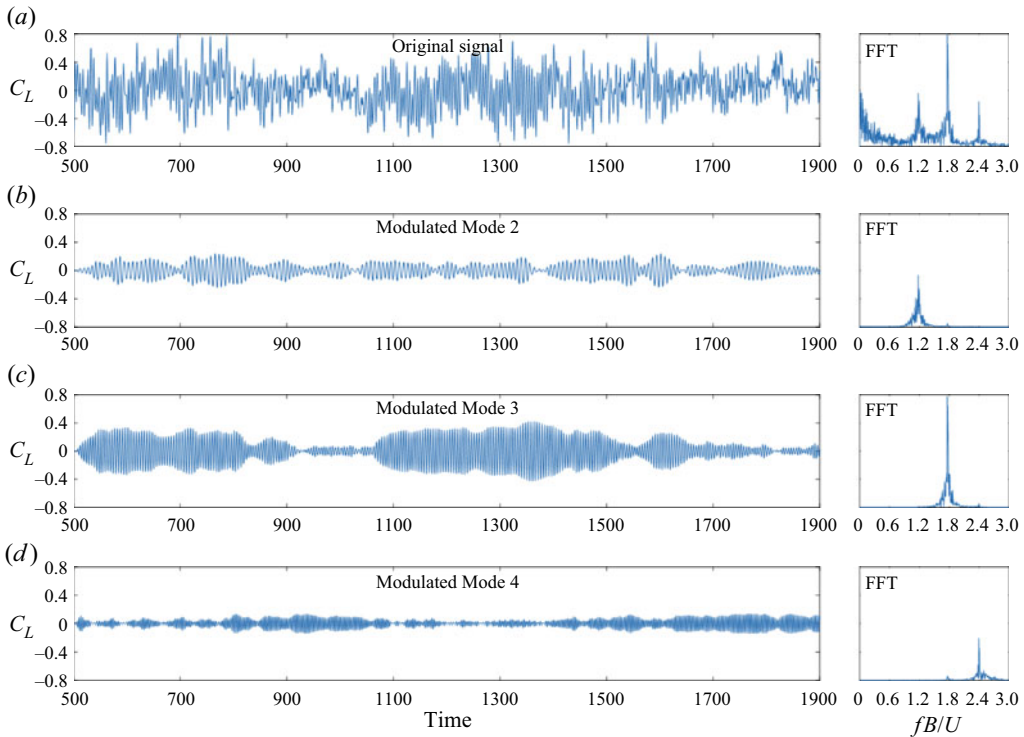 (a)
0.8
Original signal
FFT
0.4
C_L
0
–0.4
–0.8
500 700 900 1100 1300 1500 1700 1900
0 0.6 1.2 1.8 2.4 3.0
(b)
0.8
Modulated Mode 2
FFT
0.4
C_L
0
–0.4
–0.8
500 700 900 1100 1300 1500 1700 1900
0 0.6 1.2 1.8 2.4 3.0
(c)
0.8
Modulated Mode 3
FFT
0.4
C_L
0
–0.4
–0.8
500 700 900 1100 1300 1500 1700 1900
0 0.6 1.2 1.8 2.4 3.0
(d)
0.8
Modulated Mode 4
FFT
0.4
C_L
0
–0.4
–0.8
500 700 900 1100 1300 1500 1700 1900
0 0.6 1.2 1.8 2.4 3.0
Time
fB/U